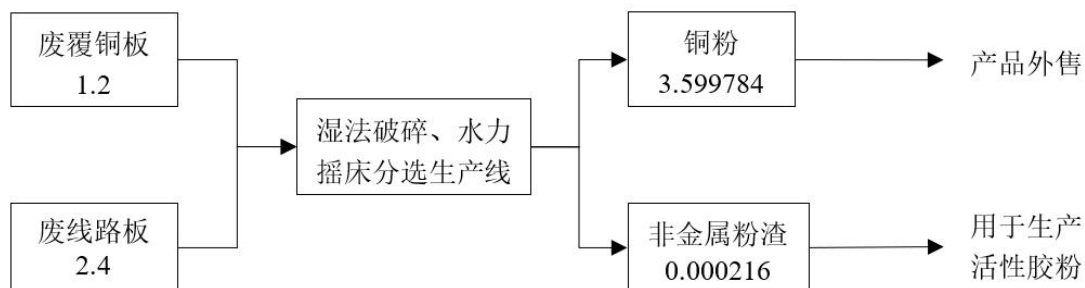 废覆铜板
1.2
废线路板
2.4
湿法破碎、水力
摇床分选生产线
铜粉
3.599784
产品外售
非金属粉渣
0.000216
用于生产
活性胶粉